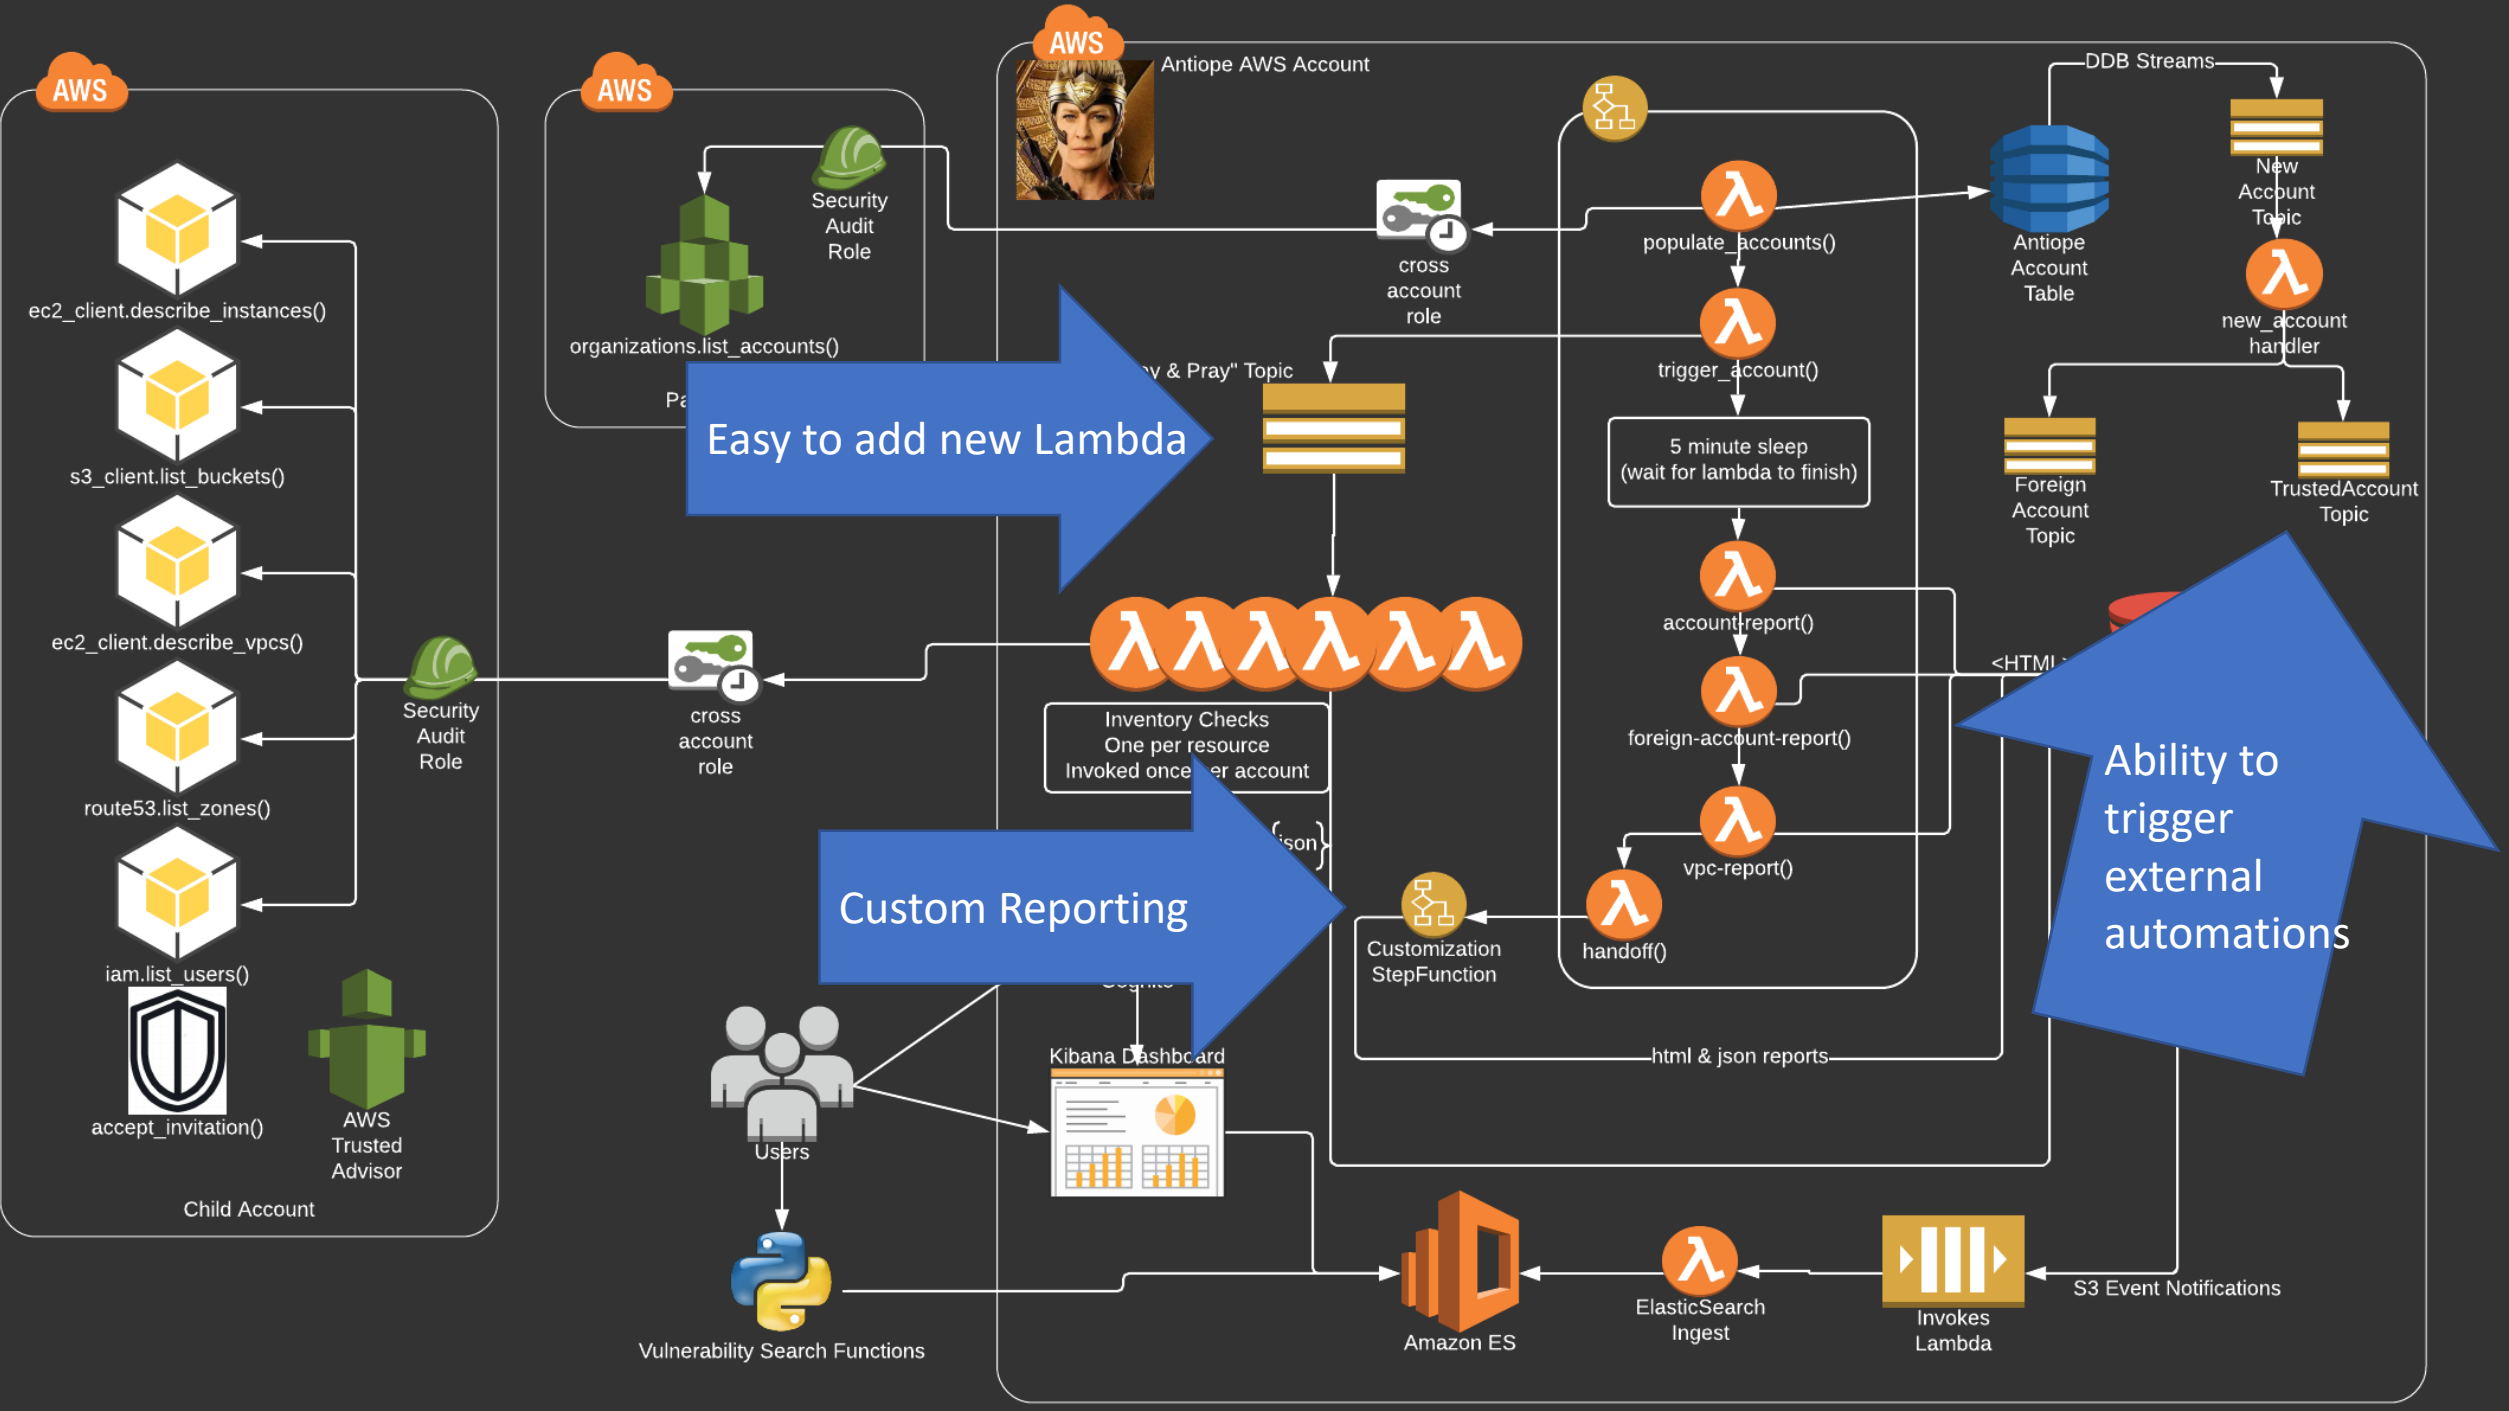 AWS
ec2_client.describe_instances()
s3_client.list_buckets()
ec2_client.describe_vpcs()
route53.list_zones()
iam.list_users()
accept_invitation()
AWS
Trusted
Advisor
Child Account
Security
Audit
Role
AWS
Security
Audit
Role
organizations.list_accounts()
cross
account
role
AWS
Antiope AWS Account
cross
account
role
& Pray" Topic
Easy to add new Lambda
Inventory Checks
One per resource
Invoked once per account
json
Custom Reporting
populate_accounts()
trigger_account()
5 minute sleep
(wait for lambda to finish)
account-report()
foreign-account-report()
vpc-report()
handoff()
Customization
StepFunction
html & json reports
DDB Streams
New
Account
Topic
Antiope
Account
Table
new_account
handler
Foreign
Account
Topic
TrustedAccount
Topic
<HTML>
Ability to
trigger
external
automations
Users
Kibana Dashboard
Vulnerability Search Functions
Amazon ES
ElasticSearch
Ingest
Invokes
Lambda
S3 Event Notifications